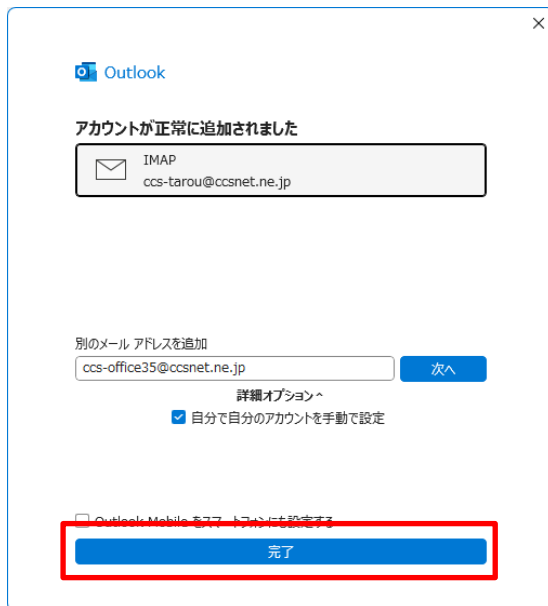 Outlook
アカウントが正常に追加されました
IMAP
ccs-tarou@ccsnet.ne.jp
別のメール アドレスを追加
ccs-office35@ccsnet.ne.jp
次へ
詳細オプション
自分で自分のアカウントを手動で設定
Outlook Mobile をスマートフォンにも設定する
完了